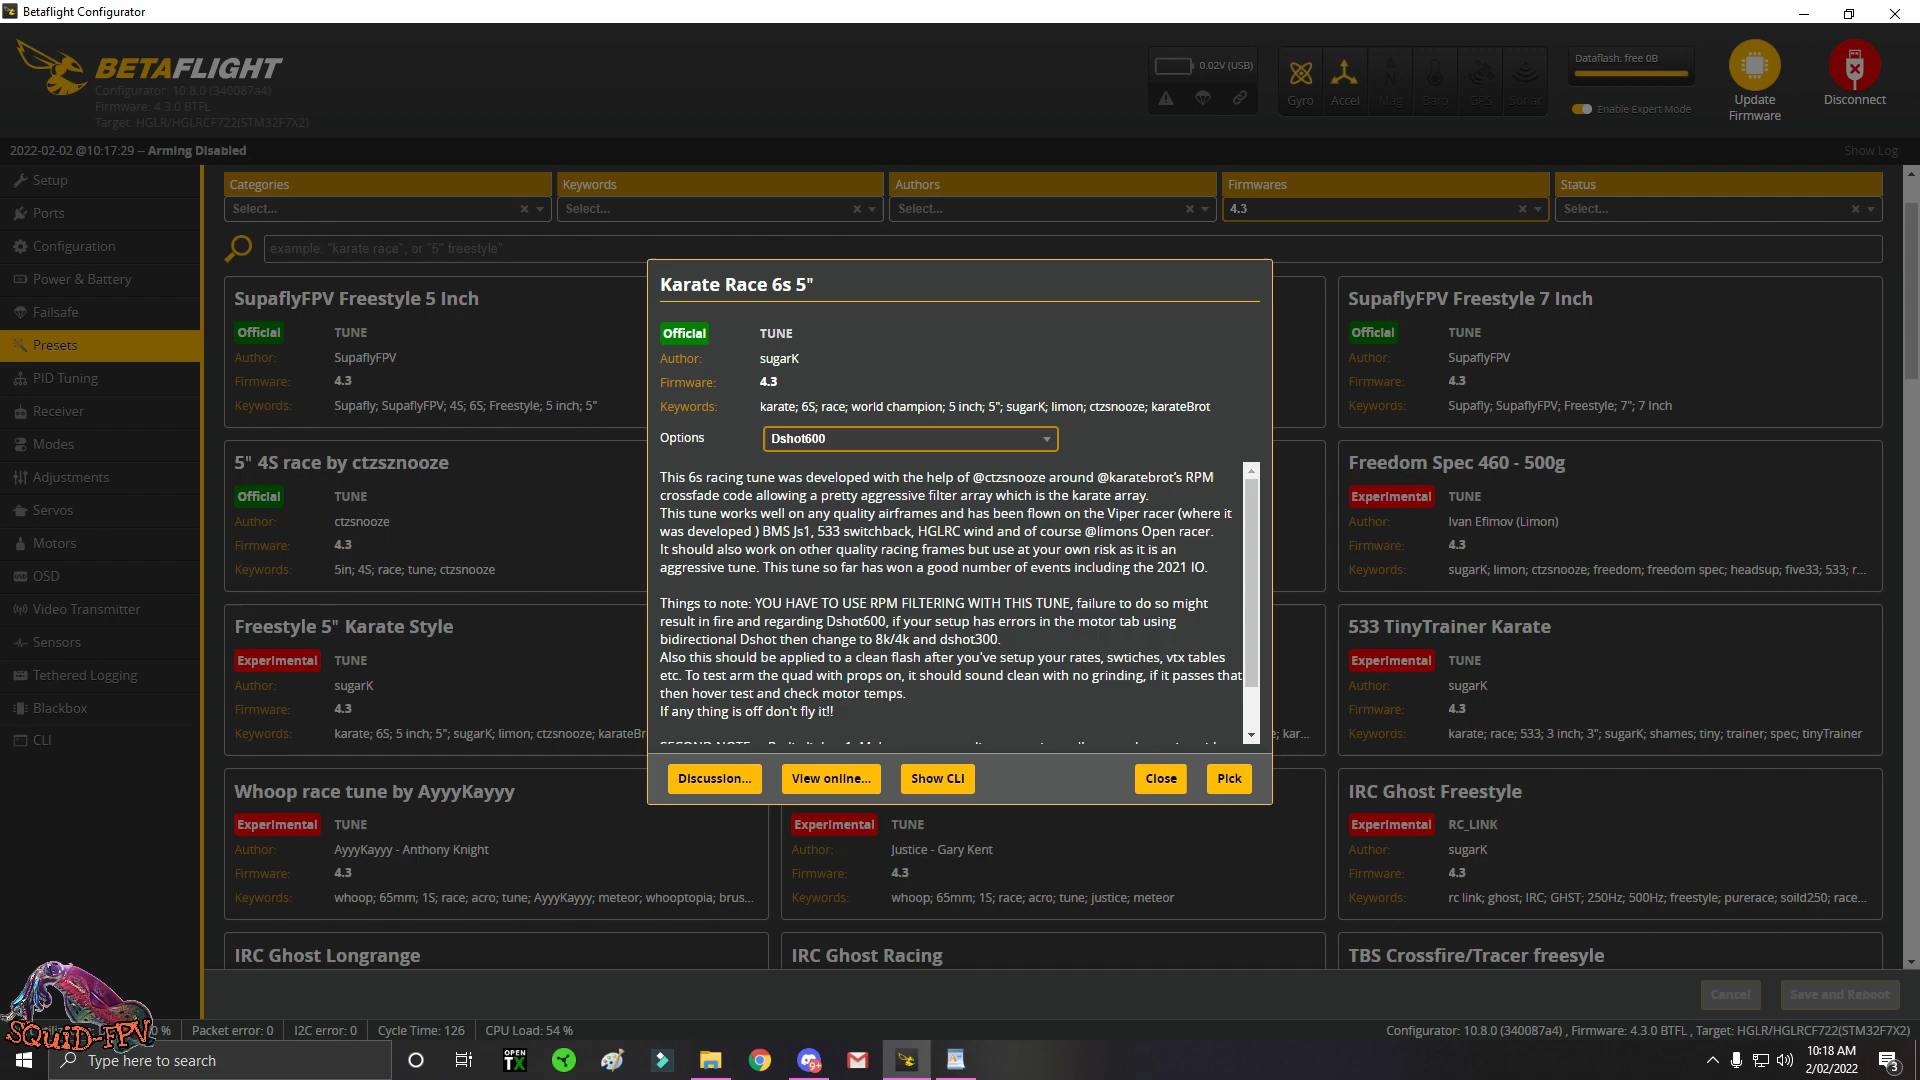 Betaflight Configurator
BETAFLIGHT
Configurator: 10.8.0 (340087a4)
Firmware: 4.3.0 BTFL
Target: HGLR/HGLRCF722(STM32F7X2)
0.02V (USB)
Gyro
Accel
Mag
Baro
GPS
Sonar
Dataflash: free 0B
Enable Expert Mode
Update Firmware
Disconnect
2022-02-02 @10:17:29 -- Arming Disabled
Show Log
Setup
Ports
Configuration
Power & Battery
Failsafe
Presets
PID Tuning
Receiver
Modes
Adjustments
Servos
Motors
OSD
Video Transmitter
Sensors
Tethered Logging
Blackbox
CLI
Categories
Keywords
Authors
Firmwares
Status
Select...
Select...
Select...
4.3
Select...
example: "karate race", or "5" freestyle"
SupaflyFPV Freestyle 5 Inch
Official TUNE
Author: SupaflyFPV
Firmware: 4.3
Keywords: Supafly; SupaflyFPV; 4S; 6S; Freestyle; 5 inch; 5"
SupaflyFPV Freestyle 7 Inch
Official TUNE
Author: SupaflyFPV
Firmware: 4.3
Keywords: Supafly; SupaflyFPV; Freestyle; 7"; 7 Inch
5" 4S race by ctzsznooze
Official TUNE
Author: ctzsnooze
Firmware: 4.3
Keywords: 5in; 4S; race; tune; ctzsnooze
Freedom Spec 460 - 500g
Experimental TUNE
Author: Ivan Efimov (Limon)
Firmware: 4.3
Keywords: sugarK; limon; ctzsnooze; freedom; freedom spec; headsup; five33; 533; r...
Freestyle 5" Karate Style
Experimental TUNE
Author: sugarK
Firmware: 4.3
Keywords: karate; 6S; 5 inch; 5"; sugarK; limon; ctzsnooze; karateBr
; kar...
533 TinyTrainer Karate
Experimental TUNE
Author: sugarK
Firmware: 4.3
Keywords: karate; race; 533; 3 inch; 3"; sugarK; shames; tiny; trainer; spec; tinyTrainer
Whoop race tune by AyyyKayyy
Experimental TUNE
Author: AyyyKayyy - Anthony Knight
Firmware: 4.3
Keywords: whoop; 65mm; 1S; race; acro; tune; AyyyKayyy; meteor; whooptopia; brus...
Experimental TUNE
Author: Justice - Gary Kent
Firmware: 4.3
Keywords: whoop; 65mm; 1S; race; acro; tune; justice; meteor
IRC Ghost Freestyle
Experimental RC_LINK
Author: sugarK
Firmware: 4.3
Keywords: rc link; ghost; IRC; GHST; 250Hz; 500Hz; freestyle; purerace; soild250; race...
IRC Ghost Longrange
IRC Ghost Racing
TBS Crossfire/Tracer freesyle
Karate Race 6s 5"
Official TUNE
Author: sugarK
Firmware: 4.3
Keywords: karate; 6S; race; world champion; 5 inch; 5"; sugarK; limon; ctzsnooze; karateBrot
Options Dshot600
This 6s racing tune was developed with the help of @ctzsnooze around @karatebrot's RPM
crossfade code allowing a pretty aggressive filter array which is the karate array.
This tune works well on any quality airframes and has been flown on the Viper racer (where it
was developed ) BMS Js1, 533 switchback, HGLRC wind and of course @limons Open racer.
It should also work on other quality racing frames but use at your own risk as it is an
aggressive tune. This tune so far has won a good number of events including the 2021 IO.
Things to note: YOU HAVE TO USE RPM FILTERING WITH THIS TUNE, failure to do so might
result in fire and regarding Dshot600, if your setup has errors in the motor tab using
bidirectional Dshot then change to 8k/4k and dshot300.
Also this should be applied to a clean flash after you've setup your rates, swtiches, vtx tables
etc. To test arm the quad with props on, it should sound clean with no grinding, if it passes that
then hover test and check motor temps.
If any thing is off don't fly it!!
Discussion... View online... Show CLI Close Pick
Cancel
Save and Reboot
SQUID-FPV
0 % Packet error: 0 I2C error: 0 Cycle Time: 126 CPU Load: 54 %
Configurator: 10.8.0 (340087a4) , Firmware: 4.3.0 BTFL , Target: HGLR/HGLRCF722(STM32F7X2)
Type here to search
OPEN TX
9+
10:18 AM
2/02/2022
3